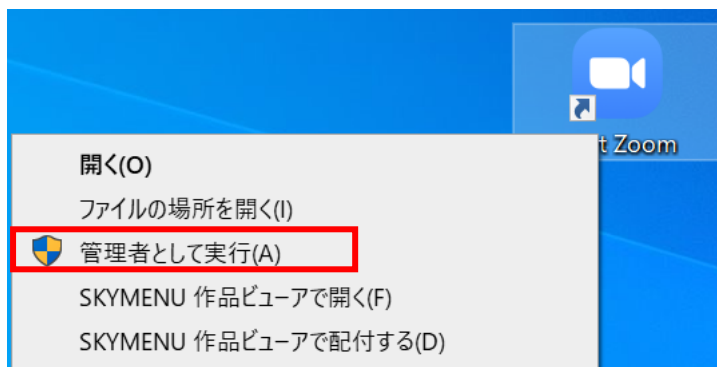 t Zoom
開く(O)
ファイルの場所を開く(I)
管理者として実行(A)
SKYMENU 作品ビューアで開く(F)
SKYMENU 作品ビューアで配付する(D)